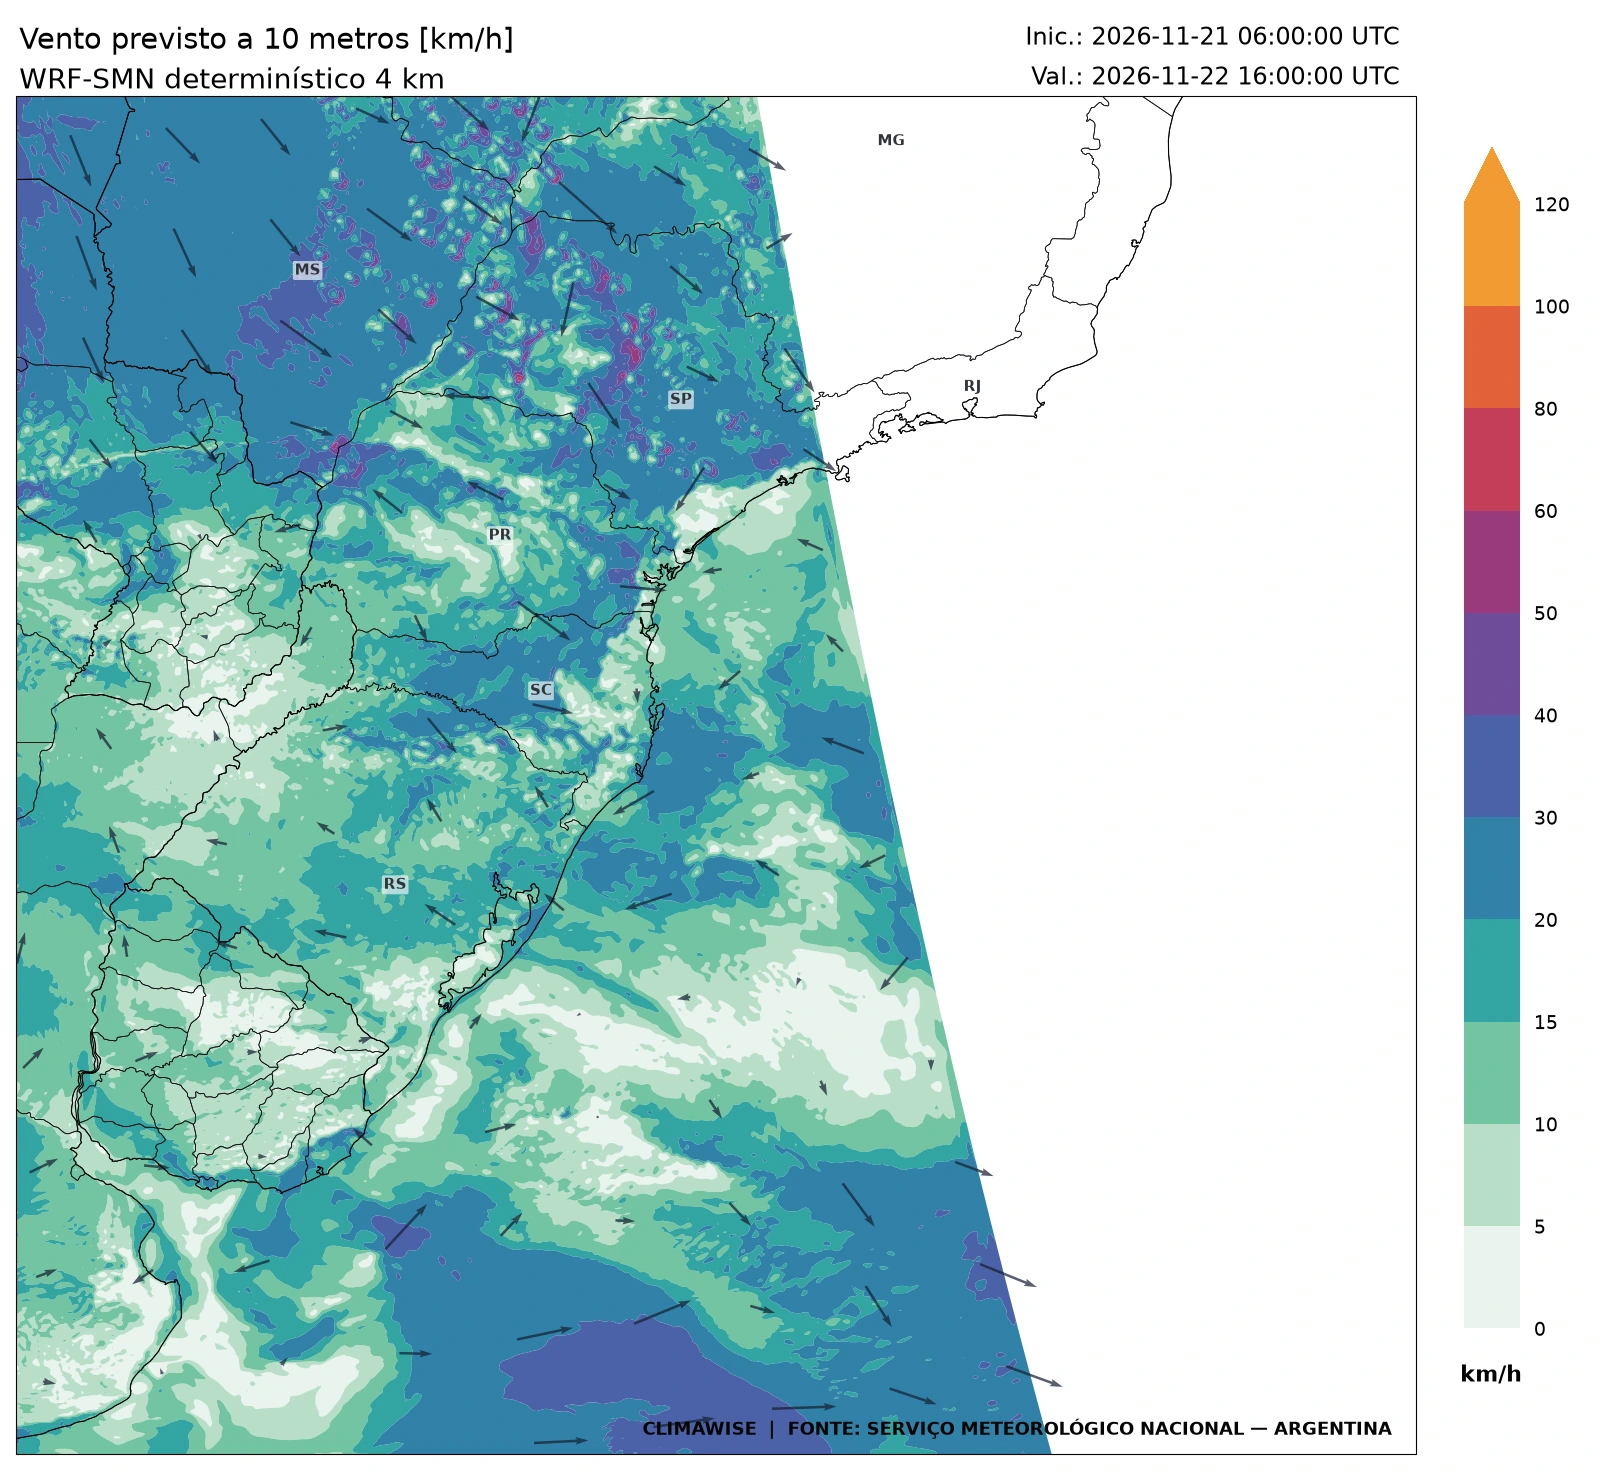 Vento previsto a 10 metros [km/h]
WRF-SMN determinístico 4 km
Inic.: 2026-11-21 06:00:00 UTC
Val.: 2026-11-22 16:00:00 UTC
MG
MS
RJ
SP
PR
SC
RS
120
100
80
60
50
40
30
20
15
10
5
0
km/h
CLIMAWISE | FONTE: SERVIÇO METEOROLÓGICO NACIONAL — ARGENTINA